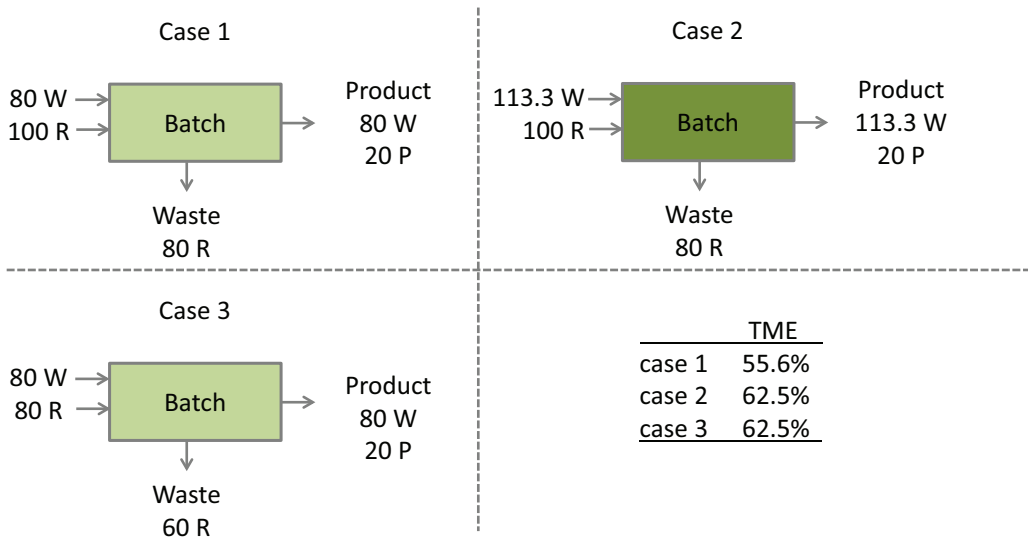 Case 1
80 W
100 R
Batch
Product
80 W
20 P
Waste
80 R
Case 2
113.3 W
100 R
Batch
Product
113.3 W
20 P
Waste
80 R
Case 3
80 W
80 R
Batch
Product
80 W
20 P
Waste
60 R
TME
case 1 55.6%
case 2 62.5%
case 3 62.5%